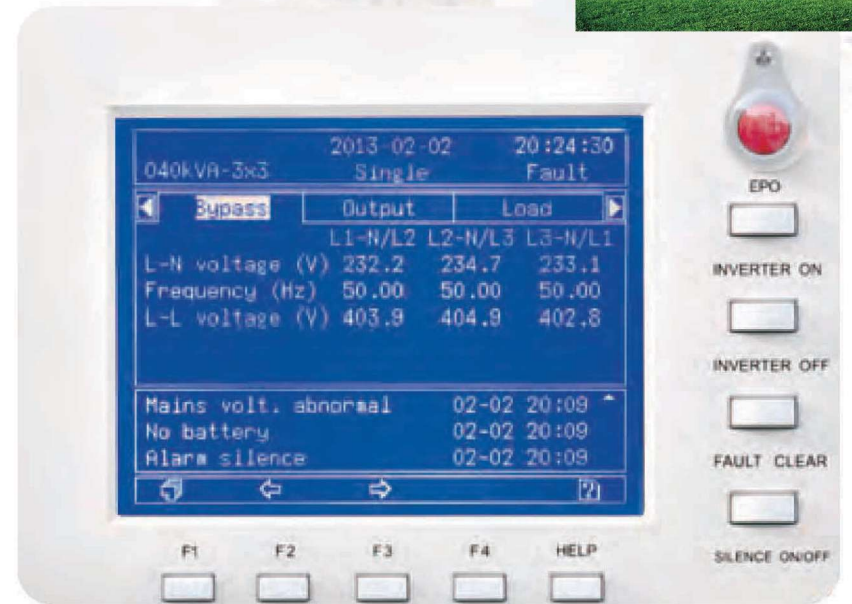 2013-02-02 20:24:30
040kVA-3x3 Single Fault
Bypass Output Load
L1-N/L2 L2-N/L3 L3-N/L1
L-N voltage (V) 232.2 234.7 233.1
Frequency (Hz) 50.00 50.00 50.00
L-L voltage (V) 403.9 404.9 402.8
Mains volt. abnormal 02-02 20:09
No battery 02-02 20:09
Alarm silence 02-02 20:09
?
EPO
INVERTER ON
INVERTER OFF
FAULT CLEAR
SILENCE ON/OFF
F1 F2 F3 F4 HELP